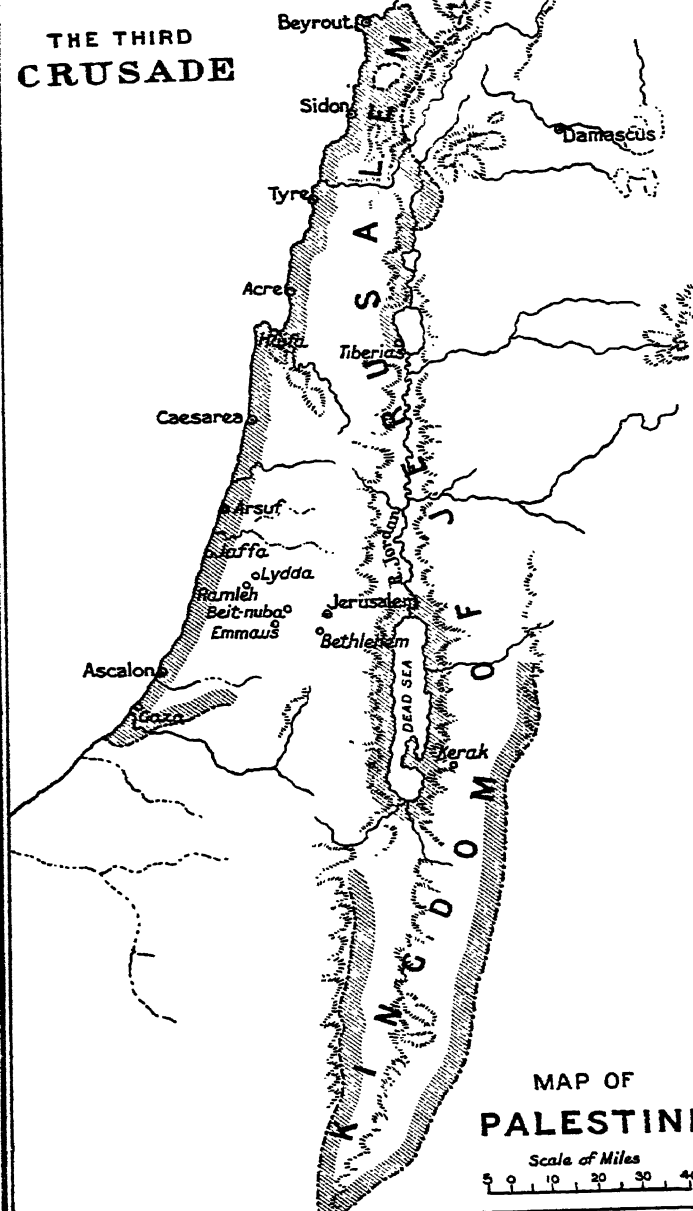 THE THIRD
CRUSADE
Beyrout
Sidon
Damascus
Tyre
Acre
Haifa
Tiberias
Caesarea
Arsuf
Jaffa
Lydda
Ramleh
Beit-nuba
Jerusalem
Emmaus
Bethlehem
R. Jordan
Ascalon
Gaza
DEAD SEA
Kerak
KINGDOM OF JERUSALEM
MAP OF
PALESTIN
Scale of Miles
5 0 10 20 30 40